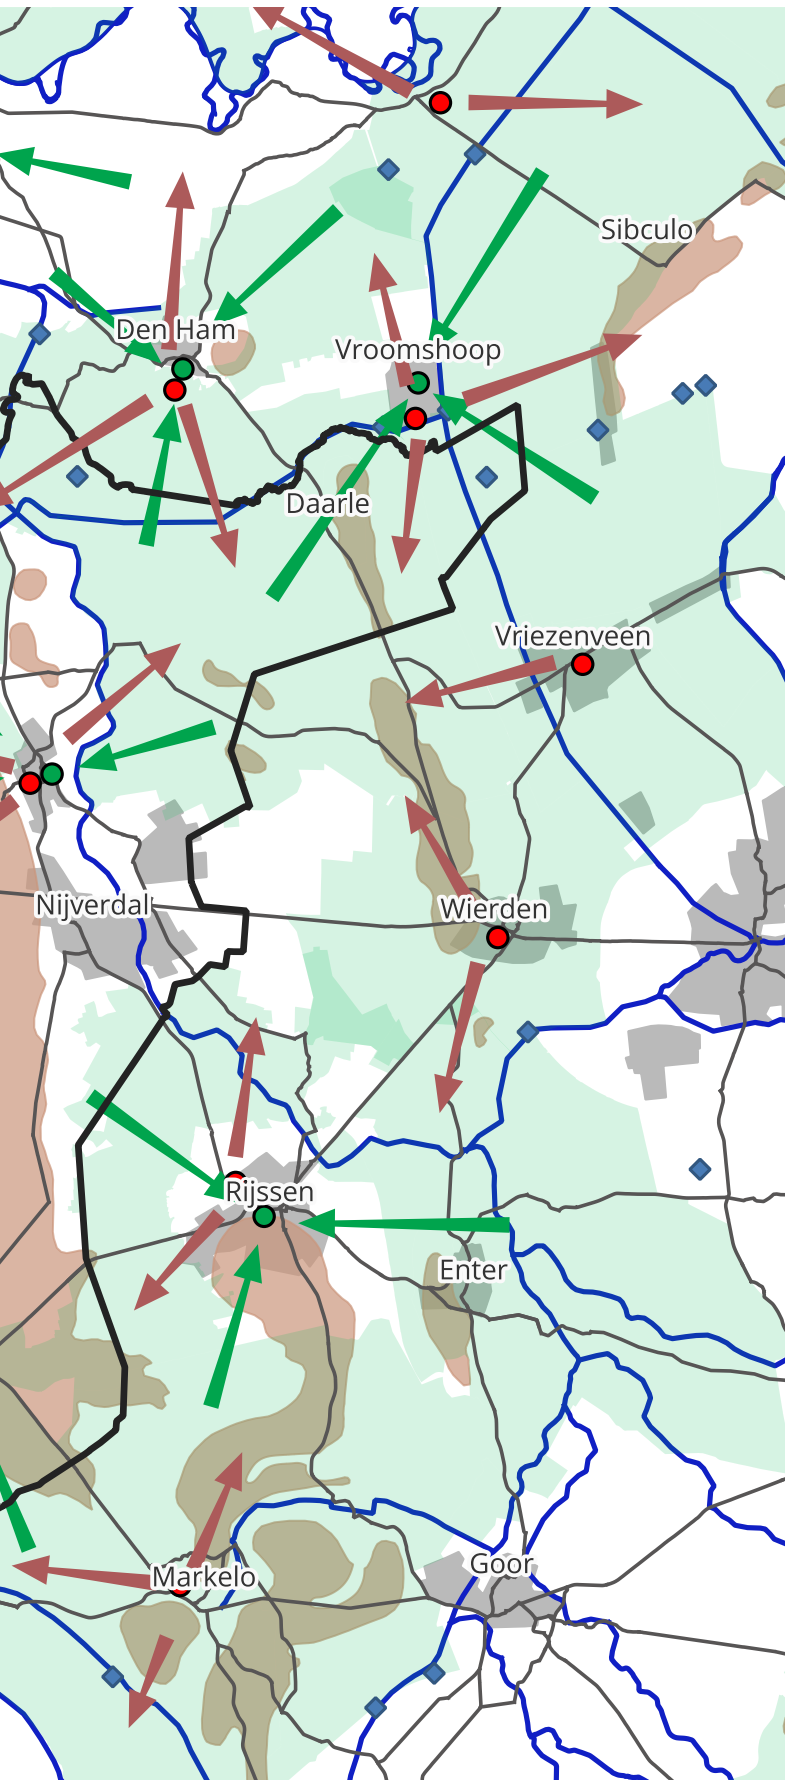 Sibculo
Den Ham
Vroomshoop
Daarle
Vriezenveen
Nijverdal
Wierden
Rijssen
Enter
Goor
Markelo